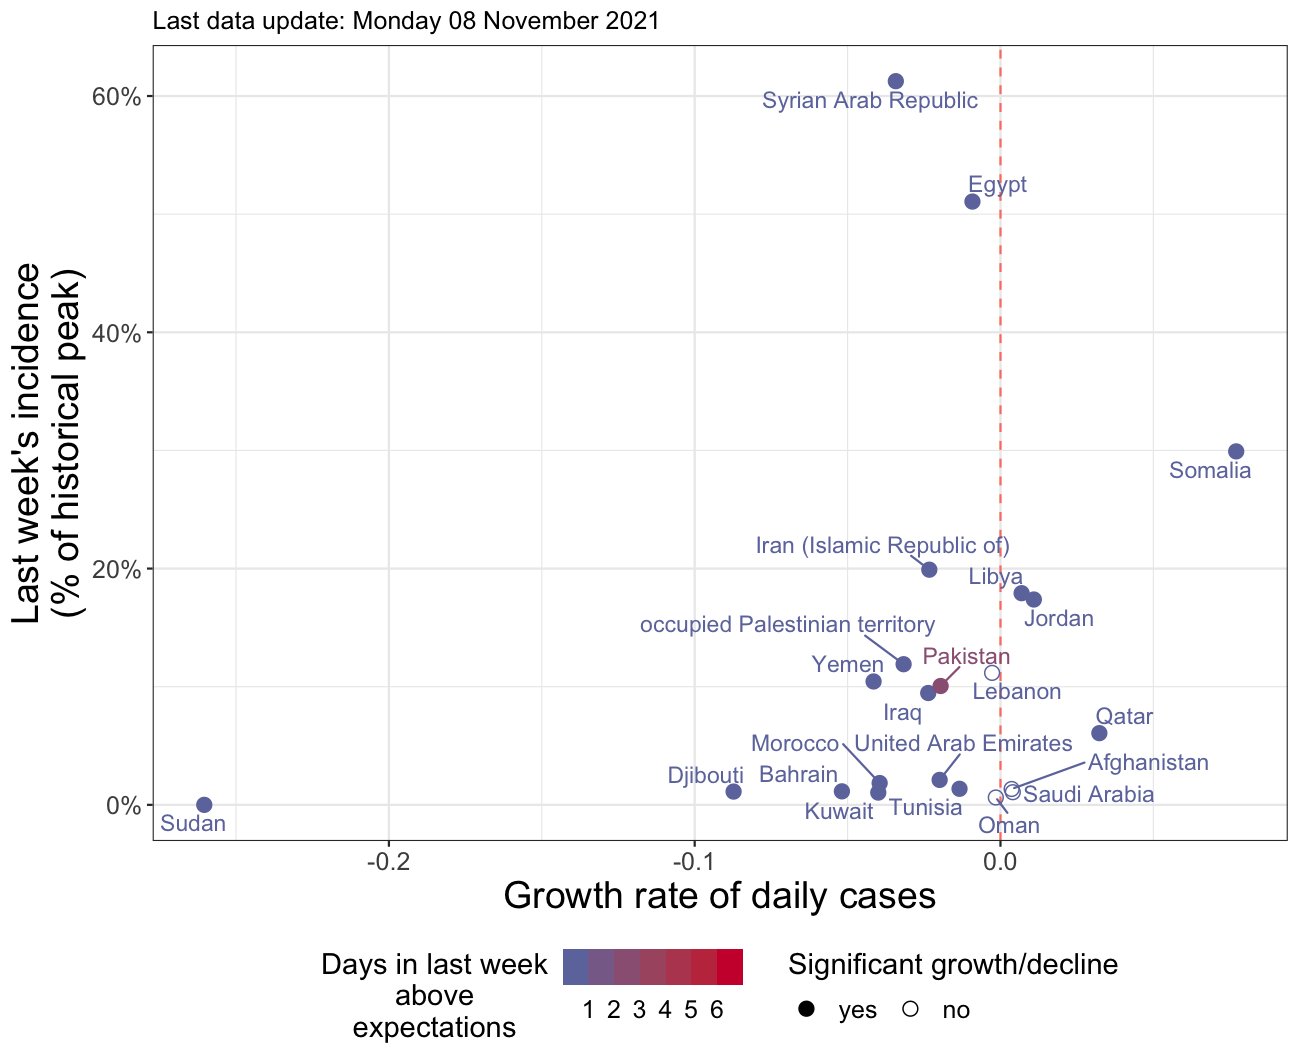 Last data update: Monday 08 November 2021
Last week's incidence
(% of historical peak)
60%
40%
20%
0%
Syrian Arab Republic
Egypt
Somalia
Iran (Islamic Republic of)
Libya
Jordan
occupied Palestinian territory
Pakistan
Yemen
Lebanon
Iraq
Qatar
Morocco
United Arab Emirates
Afghanistan
Djibouti
Bahrain
Saudi Arabia
Kuwait
Tunisia
Sudan
Oman
-0.2
-0.1
0.0
Growth rate of daily cases
Days in last week
above
expectations
1 2 3 4 5 6
Significant growth/decline
yes
no